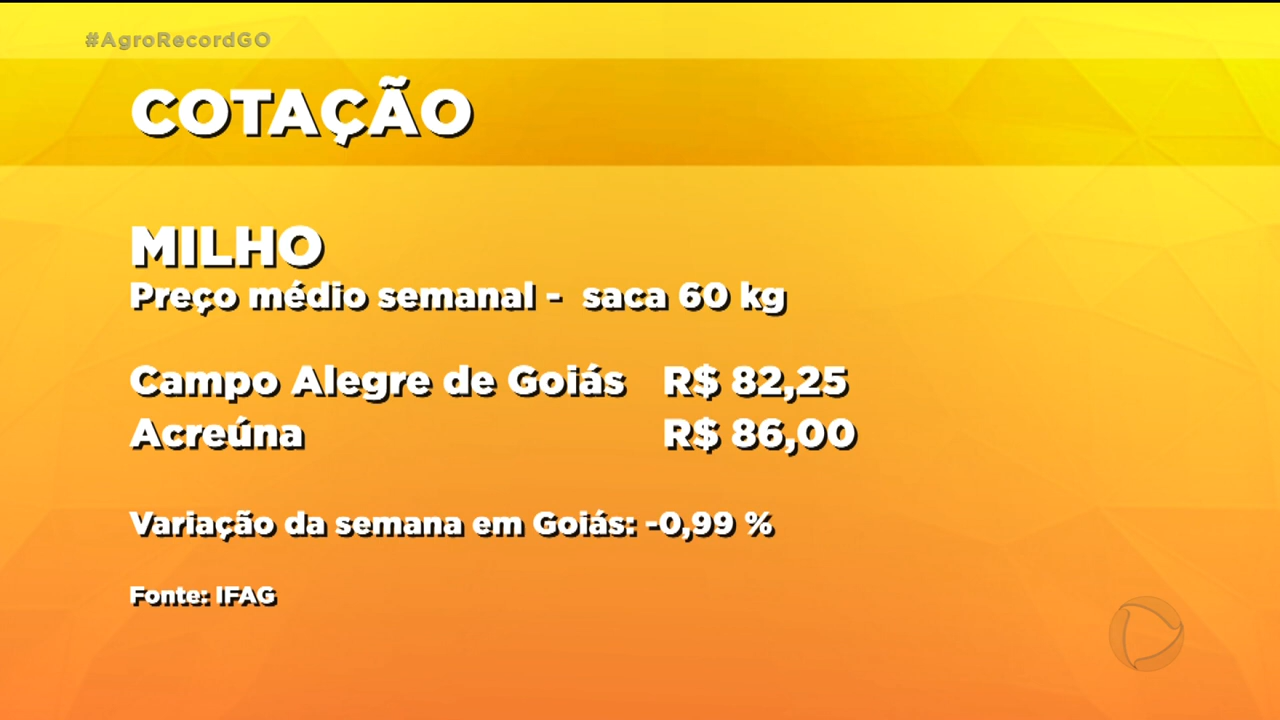 #AgroRecordGO
COTAÇÃO
MILHO
Preço médio semanal - saca 60 kg
Campo Alegre de Goiás R$ 82,25
Acreúna R$ 86,00
Variação da semana em Goiás: -0,99 %
Fonte: IFAG